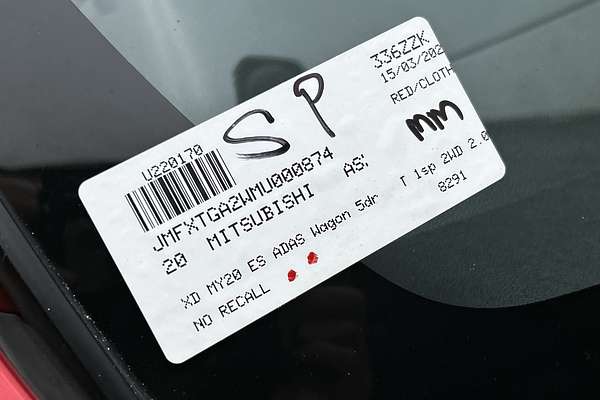 U220170
SP
336ZZK
15/03/202
RED/CLOTH
MM
JMFXTGA2WMU000874
20 MITSUBISHI AS;
XD MY20 ES ADAS Wagon 5dr T 1sp 2WD 2.0
NO RECALL
8291